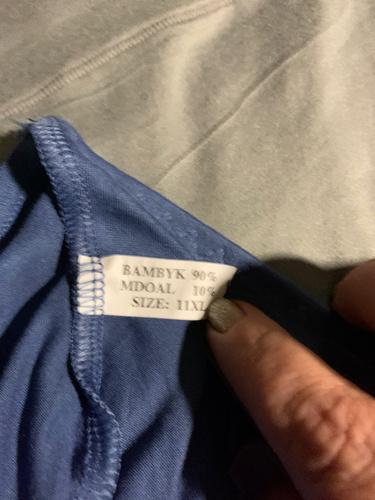 BAMBYK 90%
MDOAL 10%
SIZE: 11XL